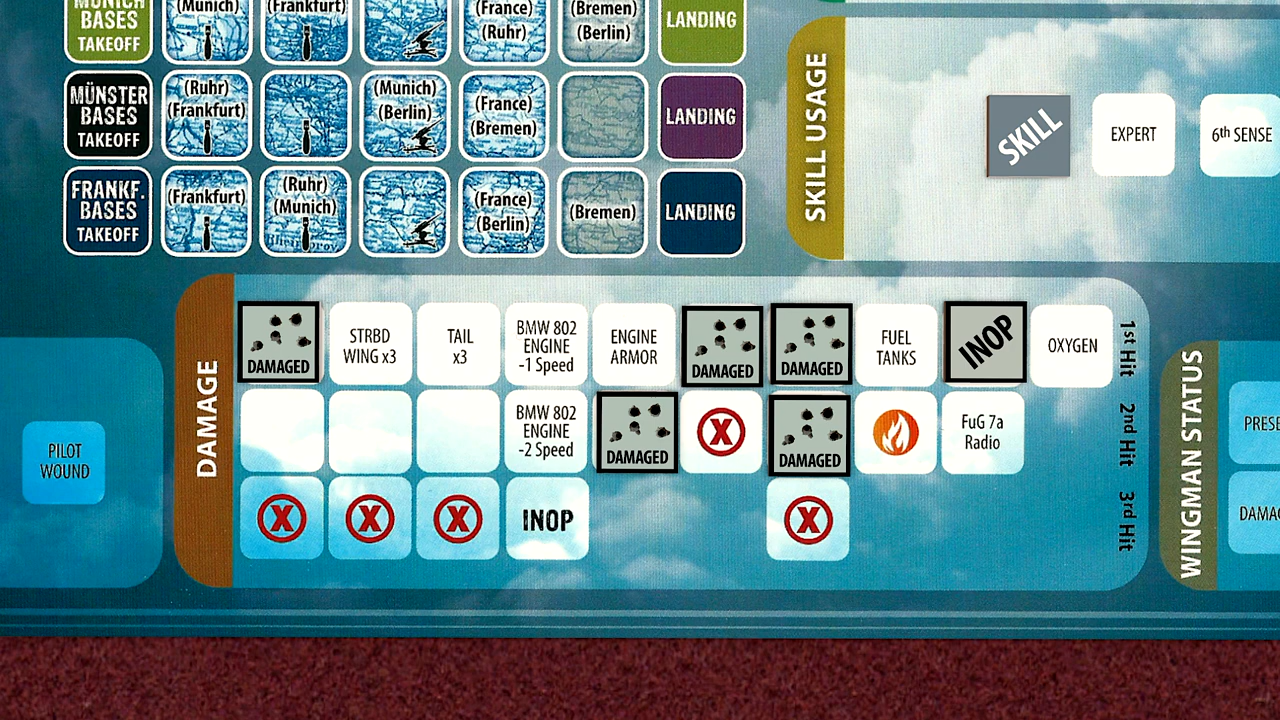 MUNICH
BASES
TAKEOFF
(Munich)
(Frankfurt)
(France)
(Ruhr)
(Bremen)
(Berlin)
LANDING
MÜNSTER
BASES
TAKEOFF
(Ruhr)
(Frankfurt)
(Munich)
(Berlin)
(France)
(Bremen)
LANDING
FRANKF.
BASES
TAKEOFF
(Frankfurt)
(Ruhr)
(Munich)
(France)
(Berlin)
(Bremen)
LANDING
SKILL USAGE
SKILL
EXPERT
6th SENSE
PILOT
WOUND
DAMAGE
DAMAGED
STRBD
WING x3
TAIL
x3
BMW 802
ENGINE
-1 Speed
ENGINE
ARMOR
DAMAGED
DAMAGED
FUEL
TANKS
INOP
OXYGEN
1st Hit
BMW 802
ENGINE
-2 Speed
DAMAGED
X
DAMAGED
FuG 7a
Radio
2nd Hit
X
X
X
INOP
X
3rd Hit
WINGMAN STATUS
PRESE
DAMAG